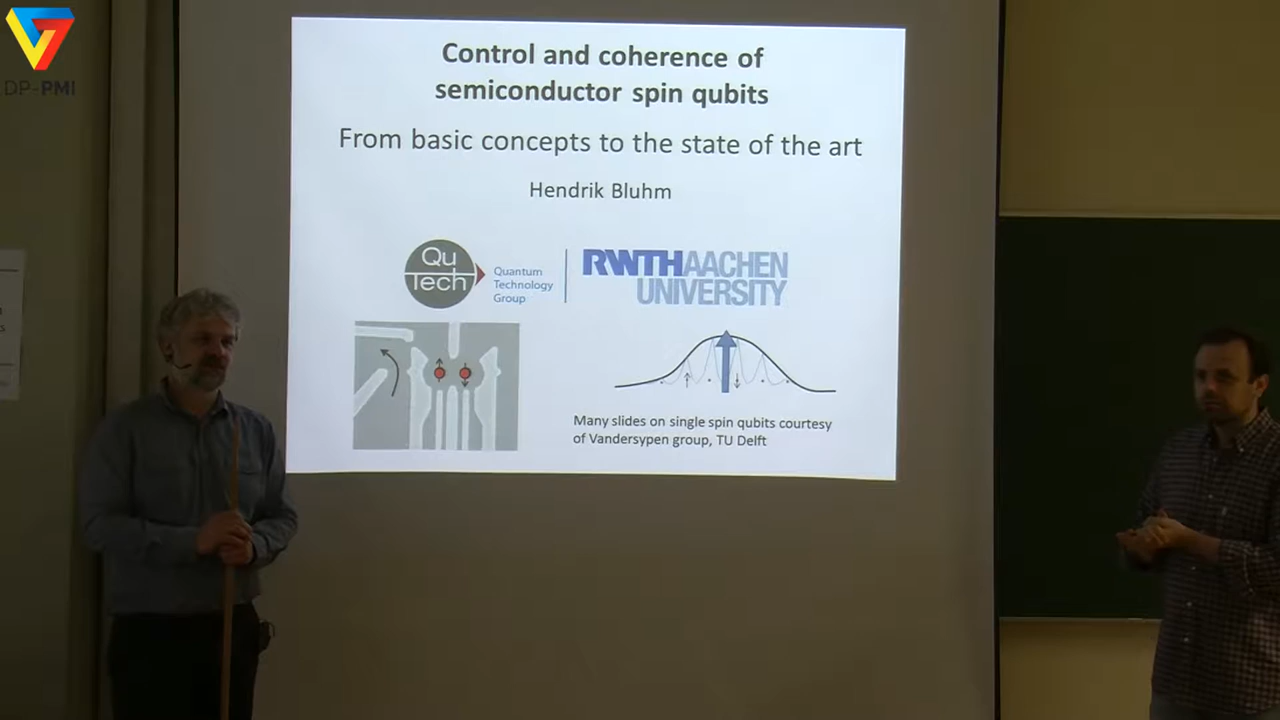 DP-PMI
Control and coherence of
semiconductor spin qubits
From basic concepts to the state of the art
Hendrik Bluhm
Qu
Tech
Quantum
Technology
Group
RWTHAACHEN
UNIVERSITY
Many slides on single spin qubits courtesy
of Vandersypen group, TU Delft